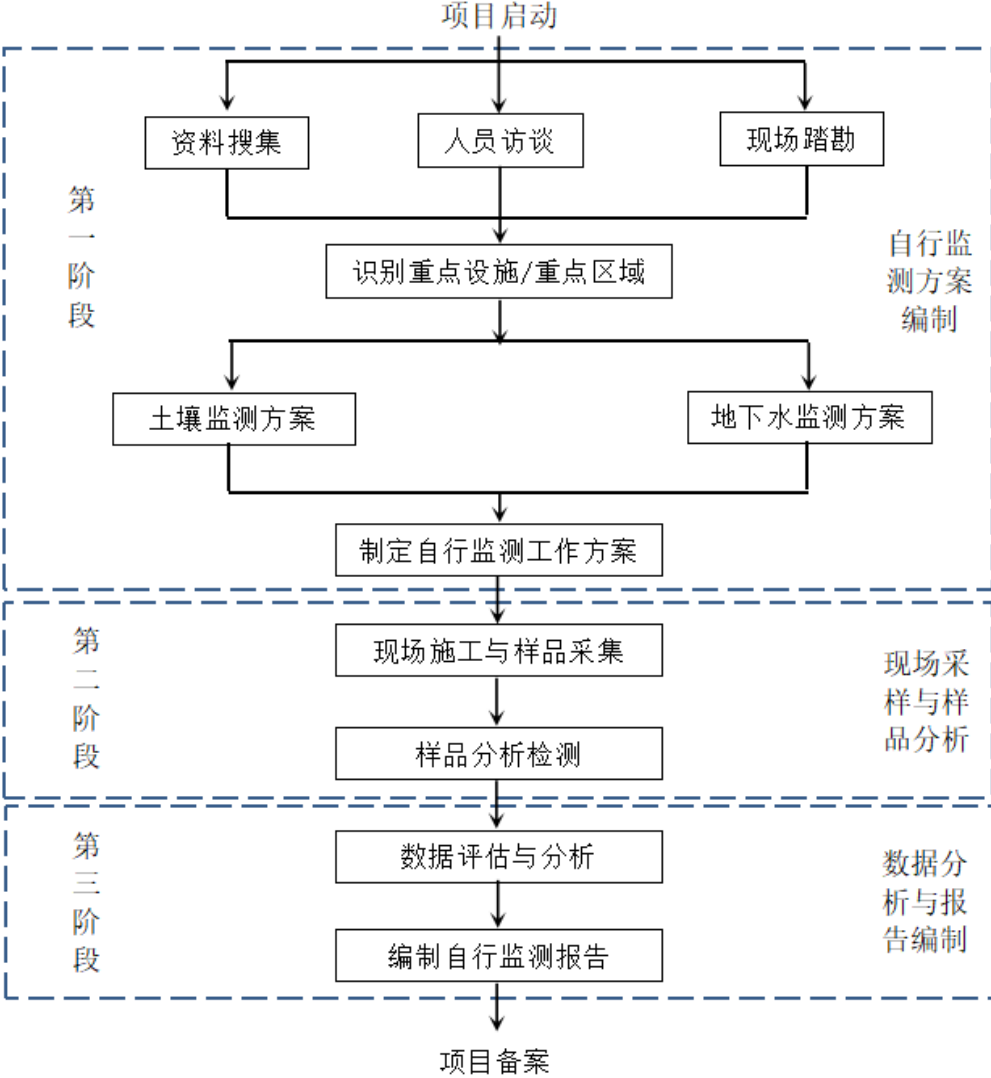 项目启动
资料搜集
人员访谈
现场踏勘
第一阶段
自行监
测方案
编制
识别重点设施/重点区域
土壤监测方案
地下水监测方案
制定自行监测工作方案
第二阶段
现场施工与样品采集
现场采
样与样
品分析
样品分析检测
第三阶段
数据评估与分析
数据分
析与报
告编制
编制自行监测报告
项目备案